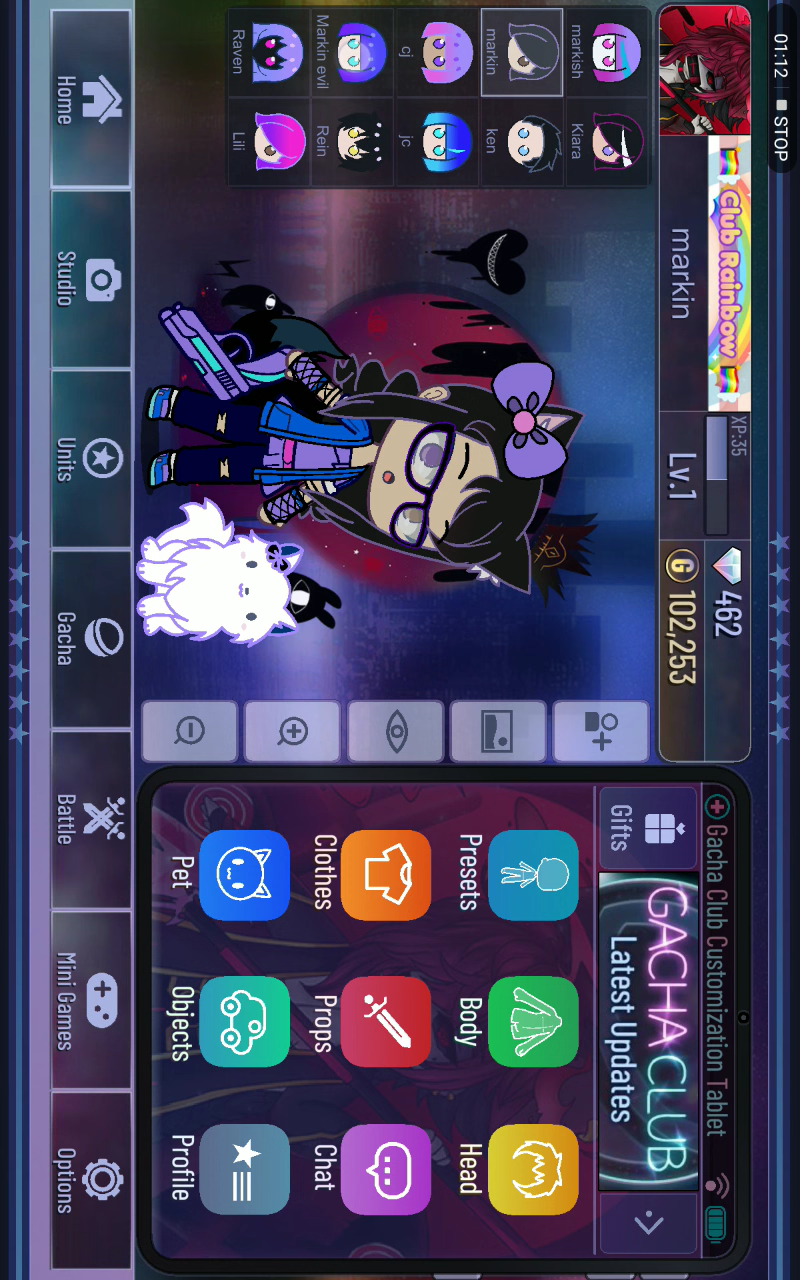 01:12 STOP
Club Rainbow
markin
XP:35
Lv.1
462
G 102,253
markish
Kiara
markin
ken
cj
jc
Markin evil
Rein
Raven
Lili
Gacha Club Customization Tablet
Gifts
GACHA CLUB
Latest Updates
Presets
Body
Head
Clothes
Props
Chat
Pet
Objects
Profile
Home
Studio
Units
Gacha
Battle
Mini Games
Options